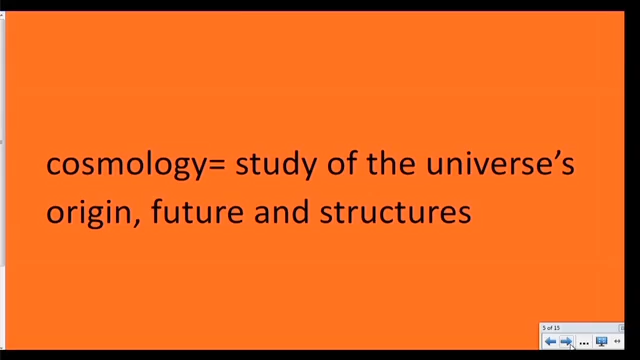 cosmology= study of the universe’s
origin, future and structures
5 of 15